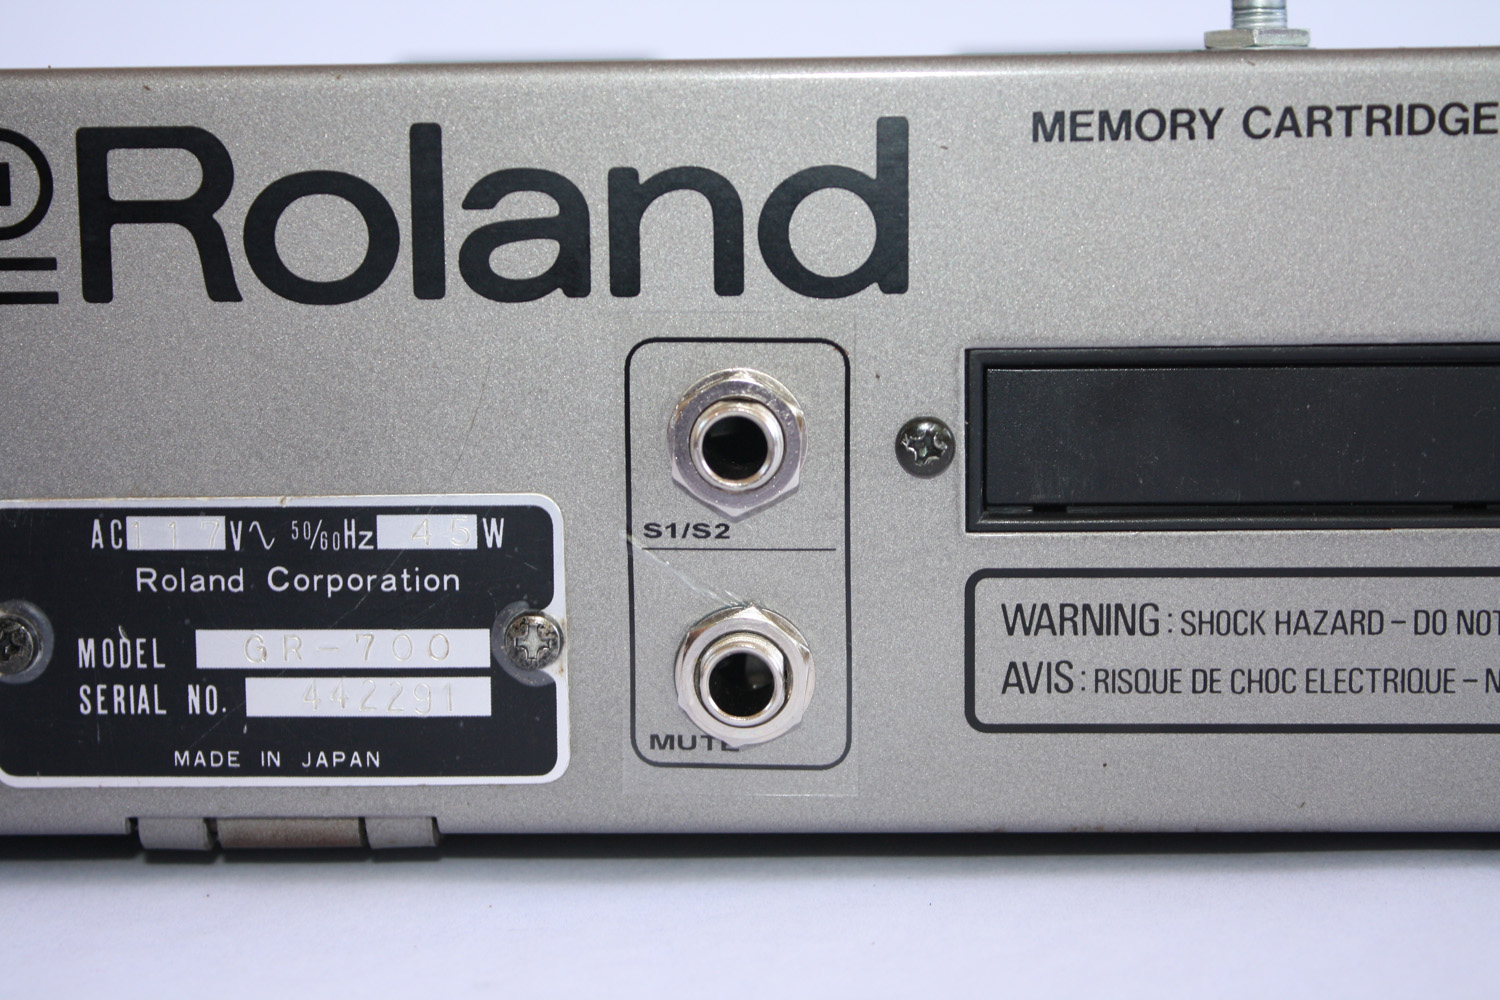 Roland
MEMORY CARTRIDGE
AC 117 V 50/60Hz 45 W
Roland Corporation
MODEL GR-700
SERIAL NO. 442291
MADE IN JAPAN
S1/S2
MUTE
WARNING: SHOCK HAZARD – DO NOT
AVIS: RISQUE DE CHOC ELECTRIQUE – N